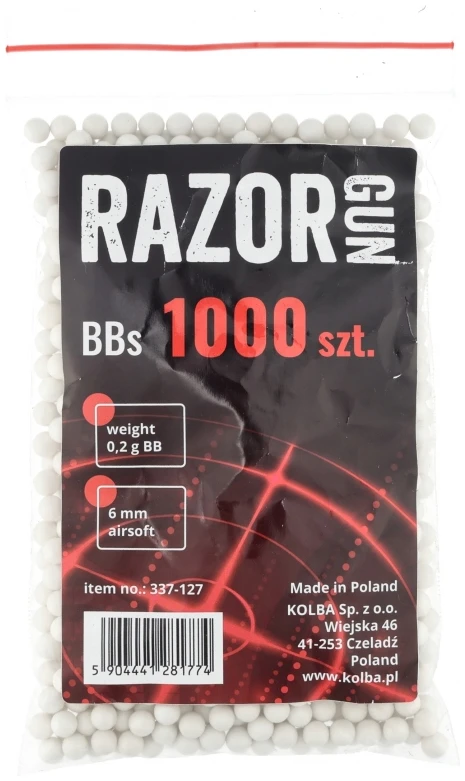 RAZOR GUN
BBs 1000 szt.
weight
0,2 g BB
6 mm
airsoft
item no.: 337-127
5 904441 281774
Made in Poland
KOLBA Sp. z o.o.
Wiejska 46
41-253 Czeladź
Poland
www.kolba.pl